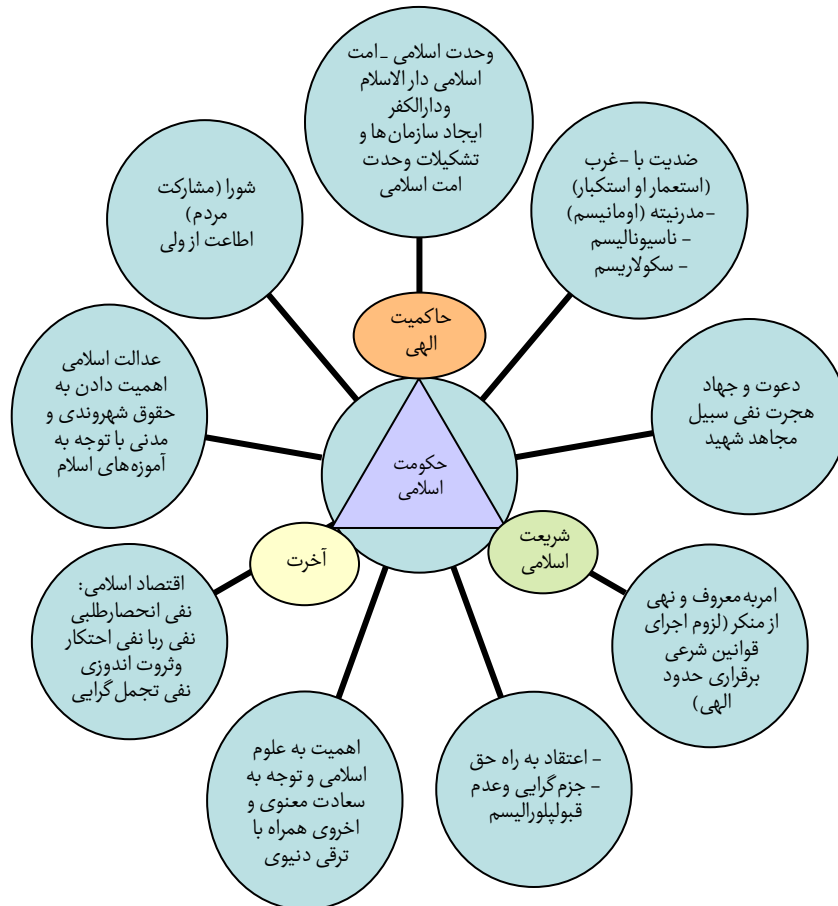 وحدت اسلامی ـ امت
اسلامی دار الاسلام
ودارالکفر
ایجاد سازمان‌ها و
تشکیلات وحدت
امت اسلامی
ضدیت با -غرب
(استعمار او استکبار)
-مدرنیته (اومانیسم)
- ناسیونالیسم
- سکولاریسم
شورا (مشارکت
مردم)
اطاعت از ولی
حاکمیت
الهی
دعوت و جهاد
هجرت نفی سبیل
مجاهد شهید
عدالت اسلامی
اهمیت دادن به
حقوق شهروندی و
مدنی با توجه به
آموزه‌های اسلام
حکومت
اسلامی
شریعت
اسلامی
آخرت
امربه‌معروف و نهی
از منکر (لزوم اجرای
قوانین شرعی
برقراری حدود
الهی)
اقتصاد اسلامی:
نفی انحصارطلبی
نفی ربا نفی احتکار
وثروت اندوزی
نفی تجمل‌گرایی
- اعتقاد به راه حق
- جزم‌گرایی وعدم
قبولپلورالیسم
اهمیت به علوم
اسلامی و توجه به
سعادت معنوی و
اخروی همراه با
ترقی دنیوی